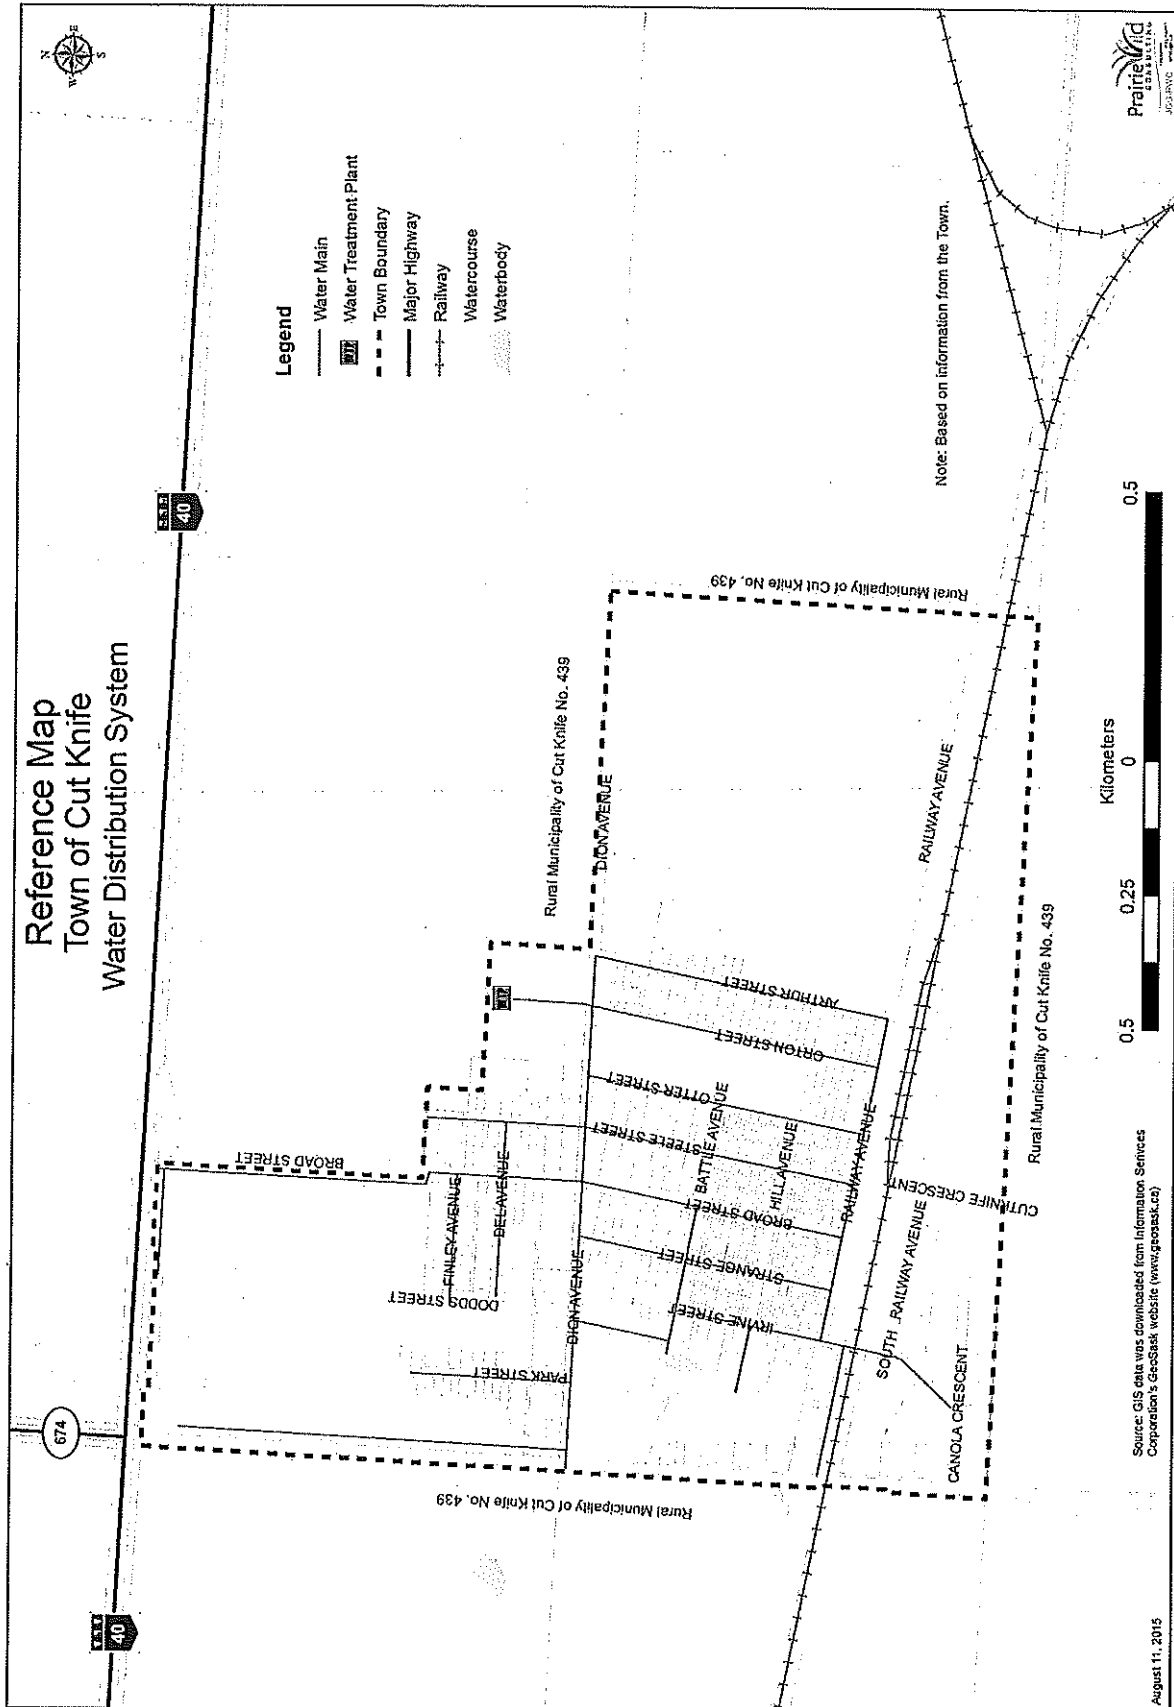 Reference Map
Town of Cut Knife
Water Distribution System
N
E
S
W
674
40
40
Legend
Water Main
WTP Water Treatment Plant
Town Boundary
Major Highway
Railway
Watercourse
Waterbody
BROAD STREET
Rural Municipality of Cut Knife No. 439
FINLEY AVENUE
DEL AVENUE
DODDS STREET
PARK STREET
WTP
DION AVENUE
DION AVENUE
Rural Municipality of Cut Knife No. 439
Rural Municipality of Cut Knife No. 439
ARTHUR STREET
ORTON STREET
OTTER STREET
STEELE STREET
BATTLE AVENUE
BROAD STREET
HILL AVENUE
STRANGE STREET
IRVINE STREET
RAILWAY AVENUE
RAILWAY AVENUE
SOUTH RAILWAY AVENUE
CUTKNIFE CRESCENT
CANOLA CRESCENT
Rural Municipality of Cut Knife No. 439
Note: Based on information from the Town.
Kilometers
0.5 0.25 0 0.5
Source: GIS data was downloaded from Information Serivces
Corporation's GeoSask website (www.geosask.ca)
August 11, 2015
PrairieWild
CONSULTING